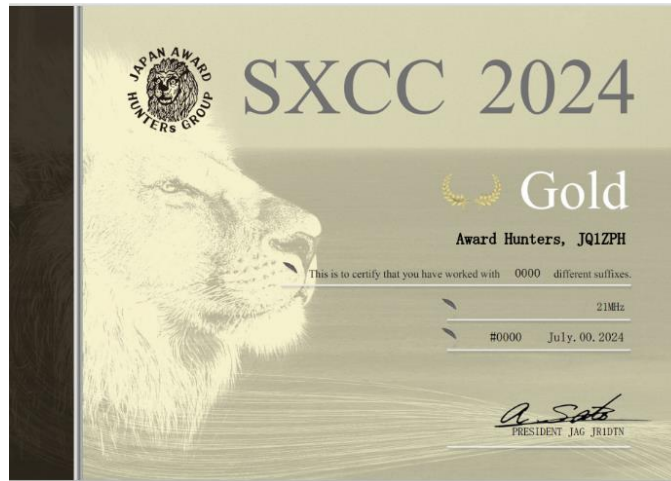 JAPAN AWARD
HUNTERs GROUP
SXCC 2024
Gold
Award Hunters, JQ1ZPH
This is to certify that you have worked with 0000 different suffixes.
21MHz
#0000 July.00.2024
A. Sato
PRESIDENT JAG JR1DTN